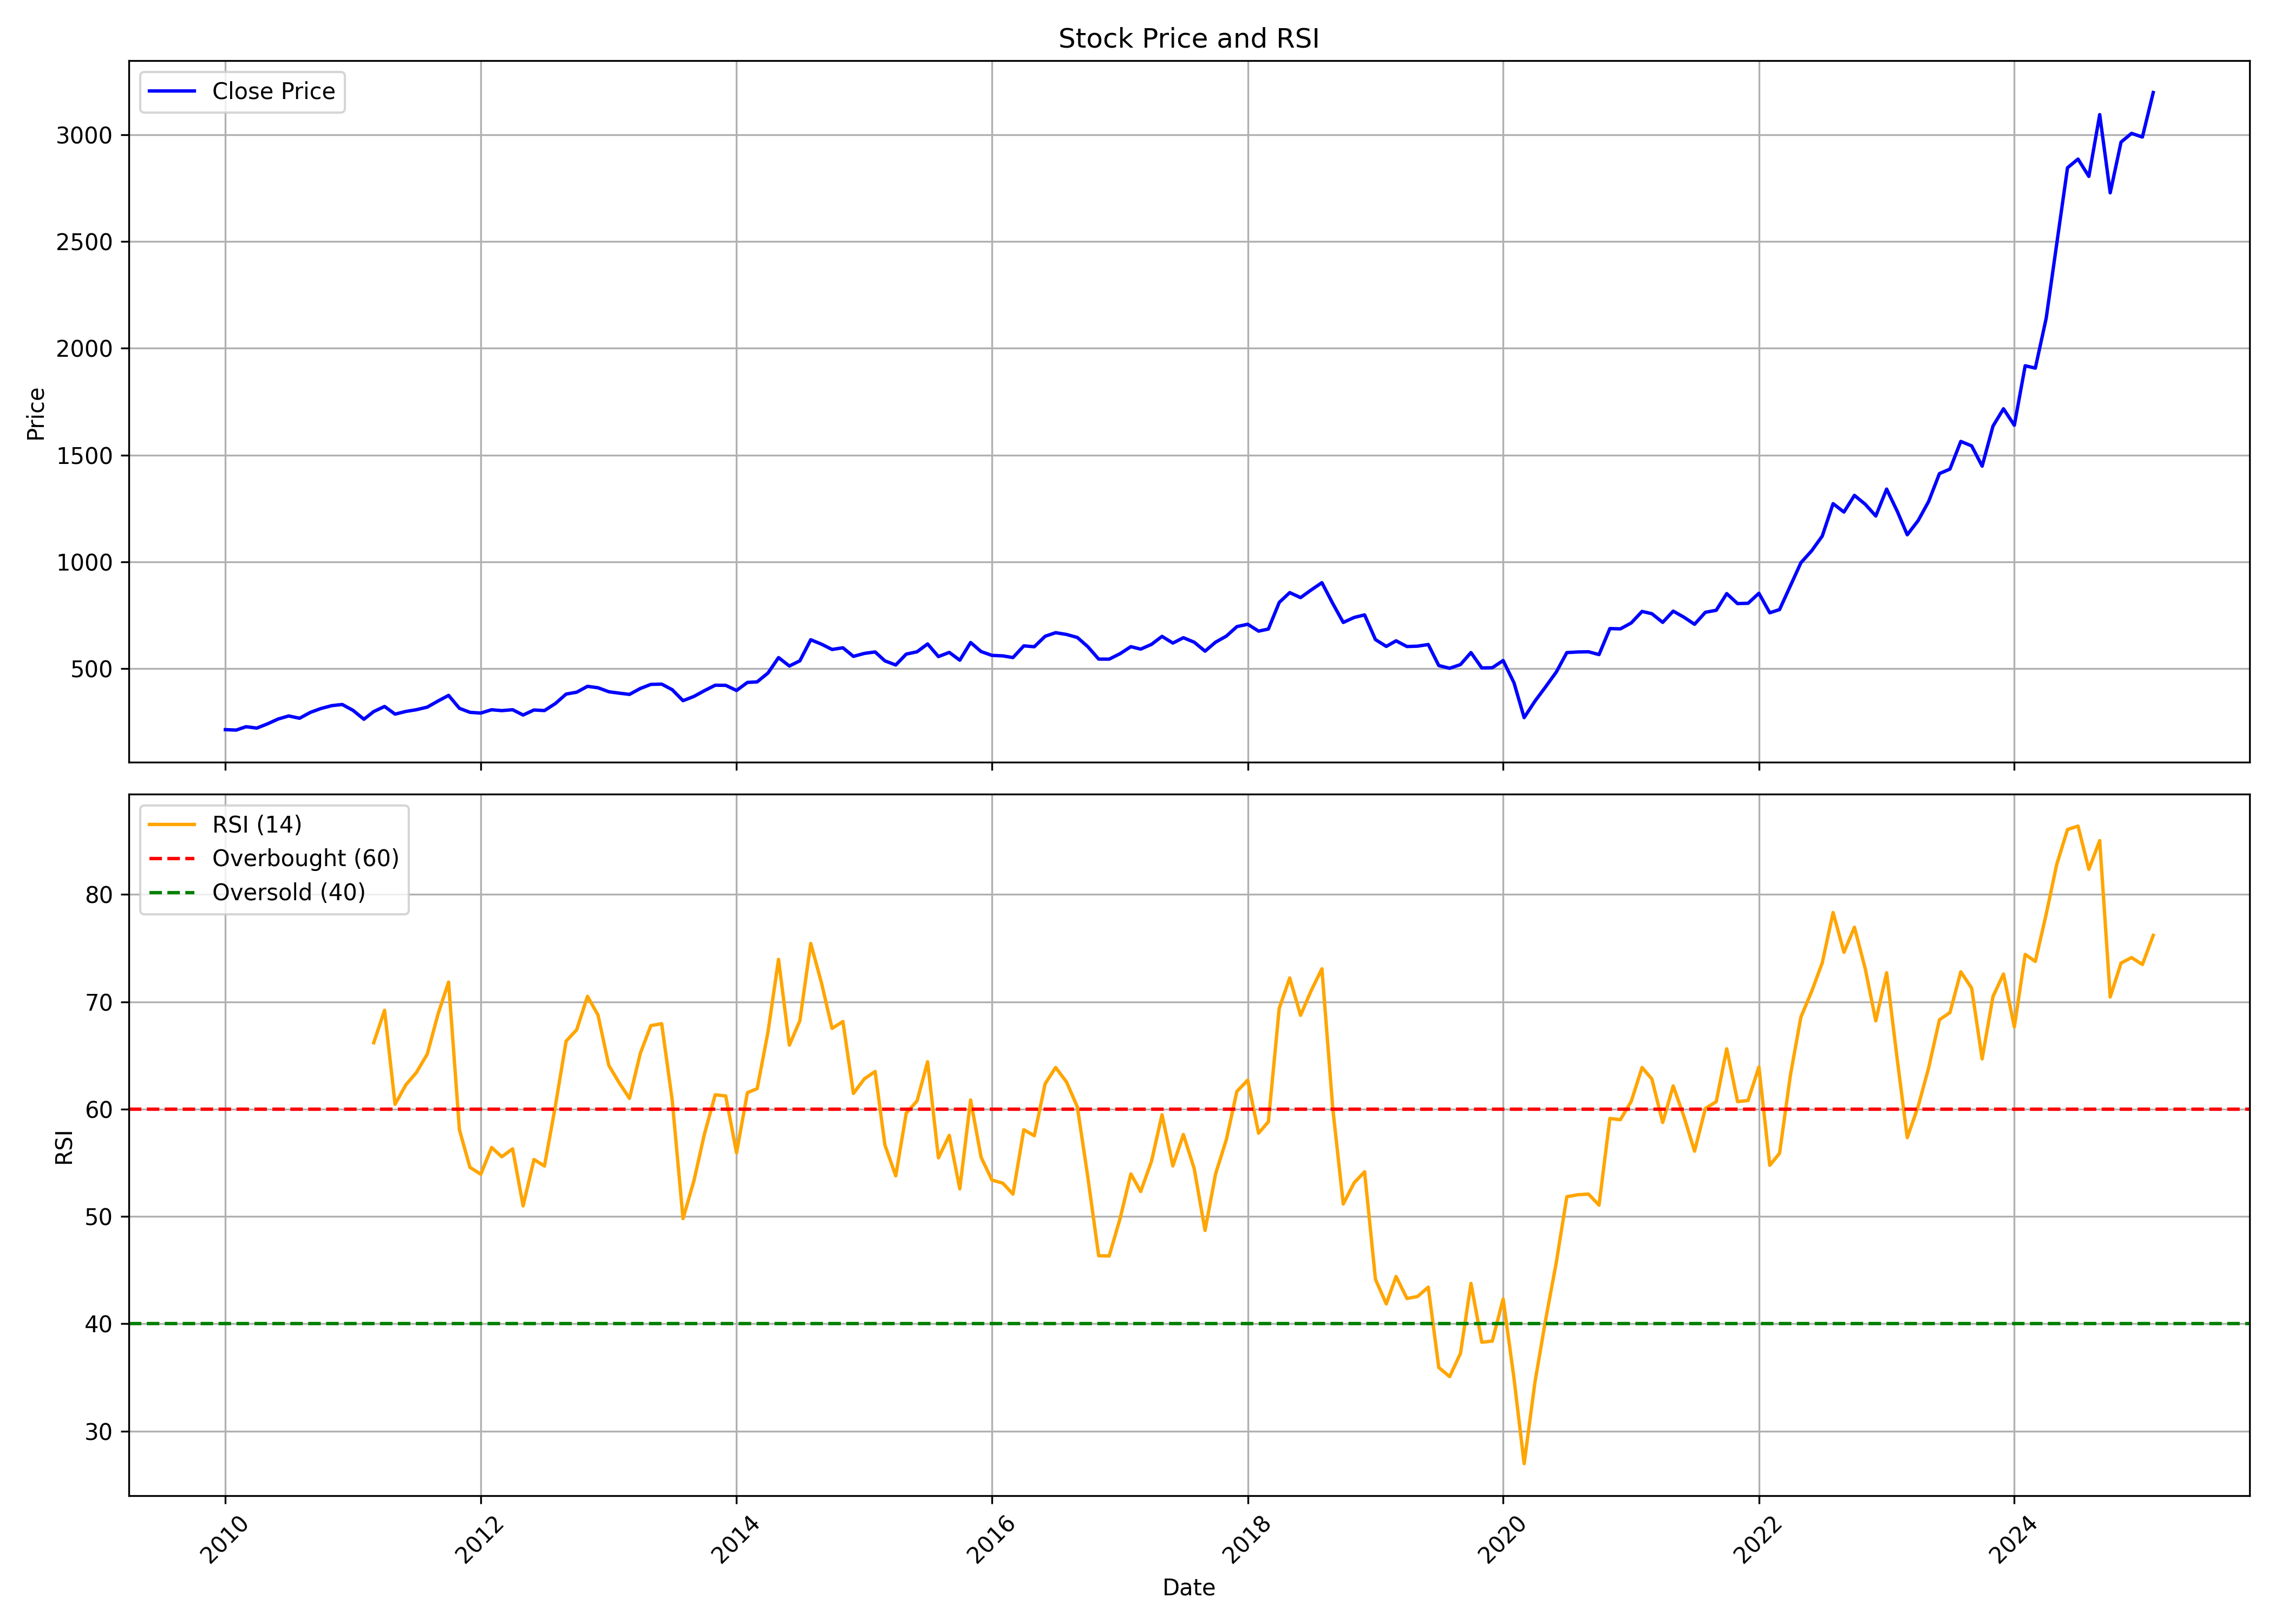 Stock Price and RSI
Close Price
3000
2500
2000
1500
1000
500
Price
RSI (14)
Overbought (60)
Oversold (40)
80
70
60
50
40
30
RSI
2010
2012
2014
2016
2018
2020
2022
2024
Date